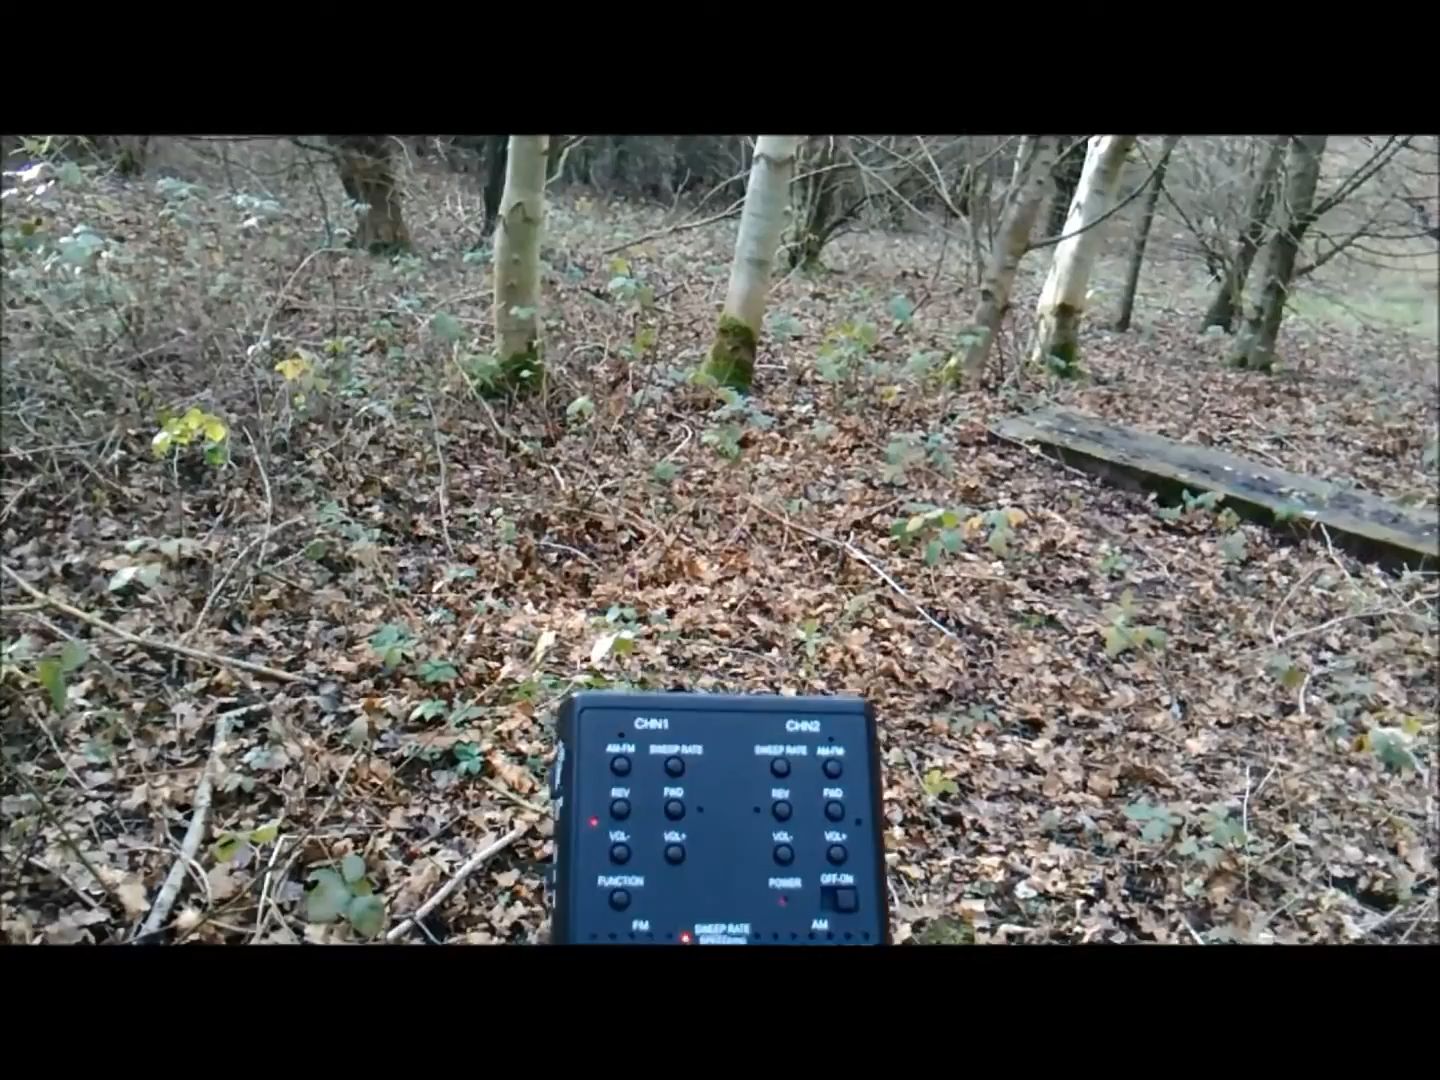 CHN1 CHN2
AM-FM SWEEP RATE SWEEP RATE AM-FM
REV FWD REV FWD
VOL- VOL+ VOL- VOL+
FUNCTION POWER OFF-ON
FM SWEEP RATE AM